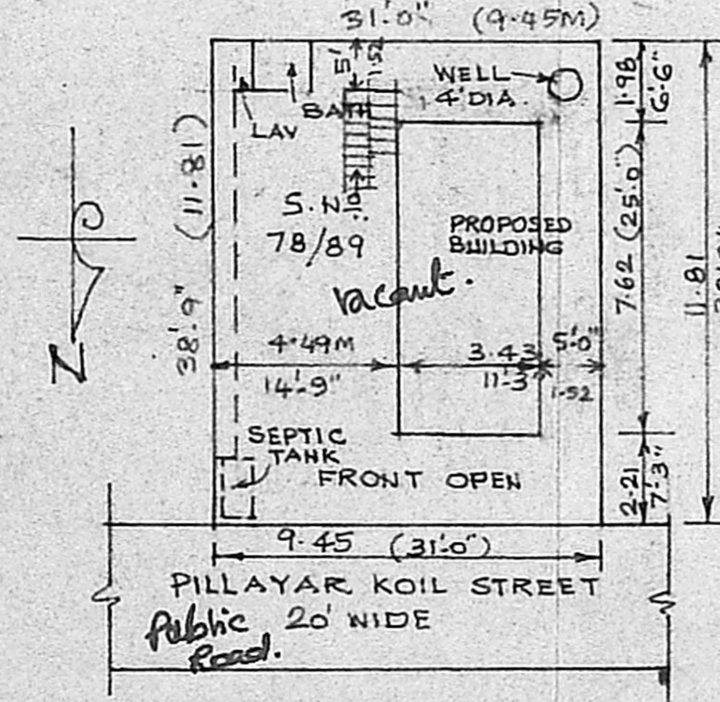 31'.0" (9.45M)
5'
1.52
WELL
4'DIA.
1.98
6'.6"
BATH
LAV
38'.9" (11.81)
S.No.
78/89
PROPOSED
BUILDING
vacant.
7.62 (25'.0")
11.81
N
4.49M
14'-9"
3.43
11'.3"
5'.0"
1.52
SEPTIC
TANK
FRONT OPEN
2.21
7'.3"
9.45 (31'.0")
PILLAYAR KOIL STREET
Public 20' WIDE
Road.